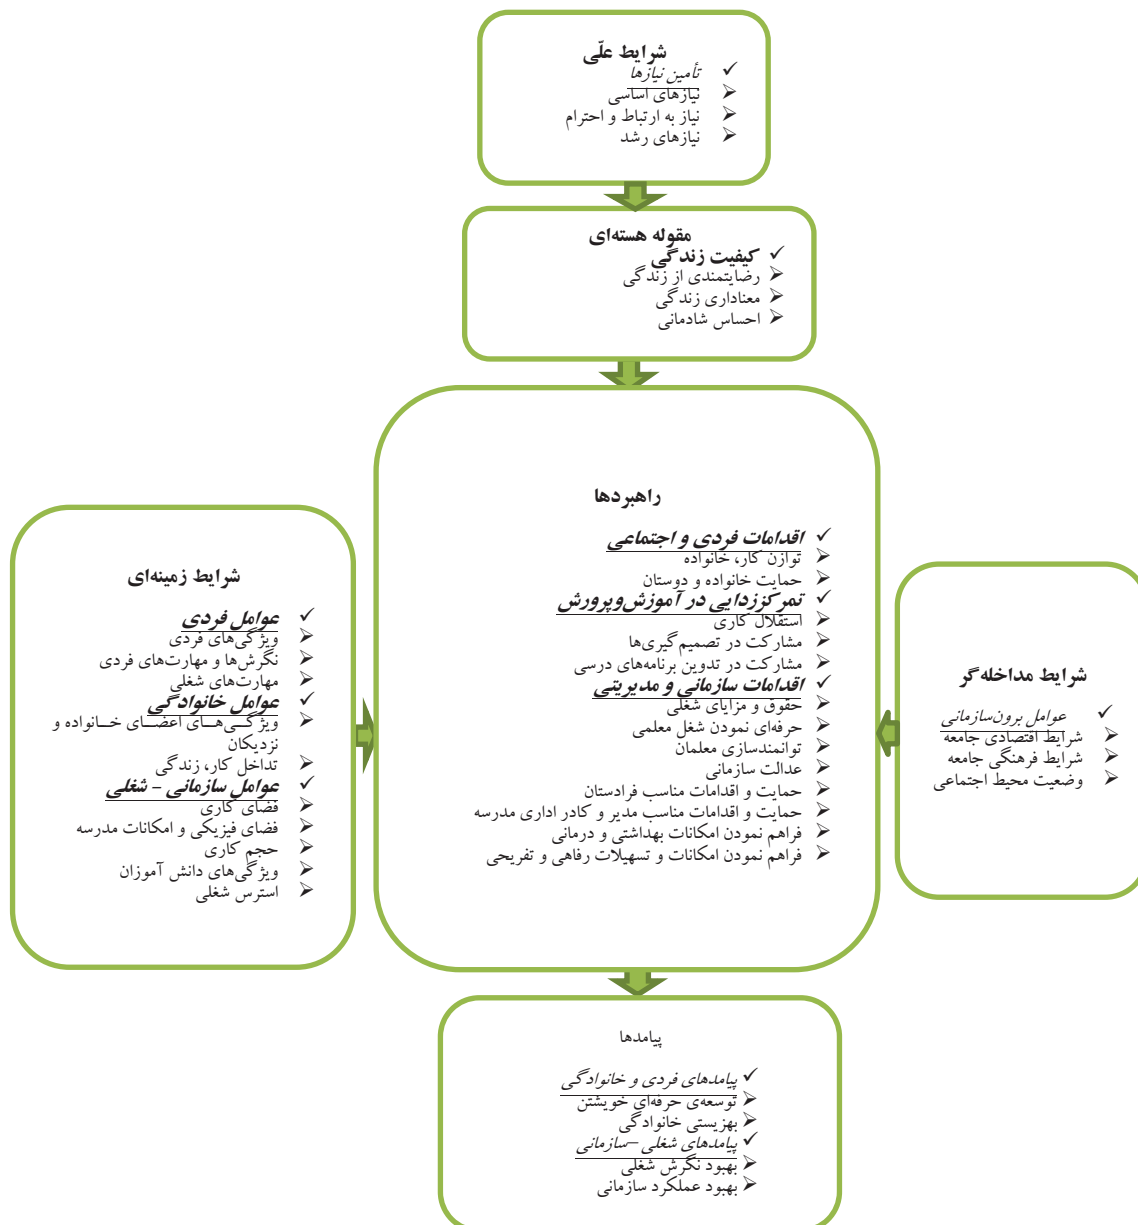 شرایط علّی
✓ تأمین نیازها
➢ نیازهای اساسی
➢ نیاز به ارتباط و احترام
➢ نیازهای رشد
مقوله هسته‌ای
✓ کیفیت زندگی
➢ رضایتمندی از زندگی
➢ معناداری زندگی
➢ احساس شادمانی
راهبردها
✓ اقدامات فردی و اجتماعی
➢ توازن کار، خانواده
➢ حمایت خانواده و دوستان
✓ تمرکززدایی در آموزش‌وپرورش
➢ استقلال کاری
➢ مشارکت در تصمیم‌گیری‌ها
➢ مشارکت در تدوین برنامه‌های درسی
✓ اقدامات سازمانی و مدیریتی
➢ حقوق و مزایای شغلی
➢ حرفه‌ای نمودن شغل معلمی
➢ توانمندسازی معلمان
➢ عدالت سازمانی
➢ حمایت و اقدامات مناسب فرادستان
➢ حمایت و اقدامات مناسب مدیر و کادر اداری مدرسه
➢ فراهم نمودن امکانات بهداشتی و درمانی
➢ فراهم نمودن امکانات و تسهیلات رفاهی و تفریحی
شرایط مداخله‌گر
✓ عوامل برون‌سازمانی
➢ شرایط اقتصادی جامعه
➢ شرایط فرهنگی جامعه
➢ وضعیت محیط اجتماعی
شرایط زمینه‌ای
✓ عوامل فردی
➢ ویژگی‌های فردی
➢ نگرش‌ها و مهارت‌های فردی
➢ مهارت‌های شغلی
✓ عوامل خانوادگی
➢ ویژگی‌های اعضای خانواده و
نزدیکان
➢ تداخل کار، زندگی
✓ عوامل سازمانی – شغلی
➢ فضای کاری
➢ فضای فیزیکی و امکانات مدرسه
➢ حجم کاری
➢ ویژگی‌های دانش آموزان
➢ استرس شغلی
پیامدها
✓ پیامدهای فردی و خانوادگی
➢ توسعه‌ی حرفه‌ای خویشتن
➢ بهزیستی خانوادگی
✓ پیامدهای شغلی –سازمانی
➢ بهبود نگرش شغلی
➢ بهبود عملکرد سازمانی